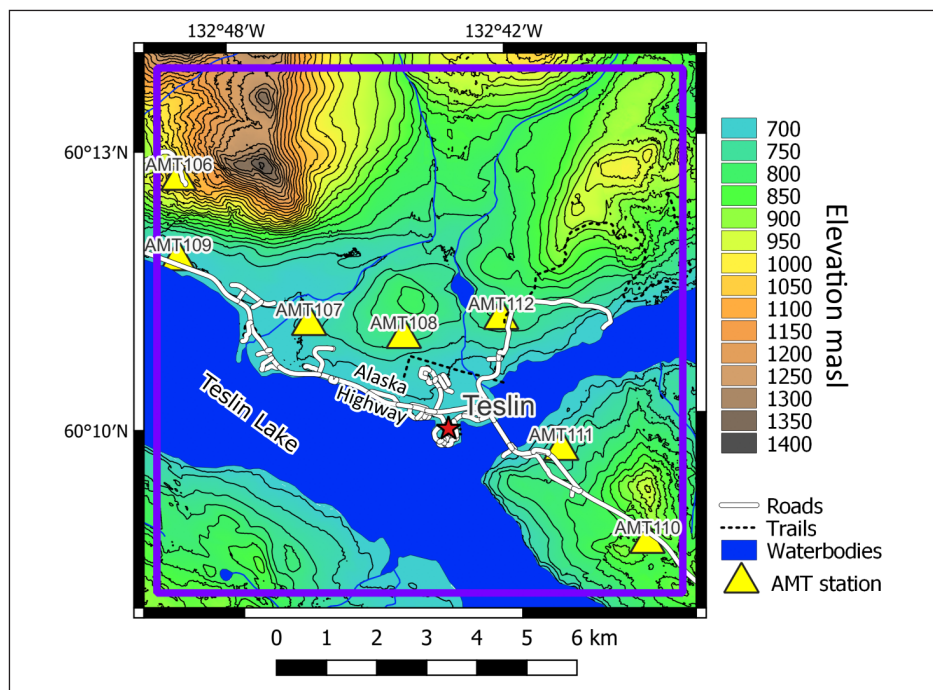 132°48'W
132°42'W
60°13'N
60°10'N
AMT106
AMT109
AMT107
AMT108
AMT112
Alaska
Highway
Teslin
Teslin Lake
AMT111
AMT110
700
750
800
850
900
950
1000
1050
1100
1150
1200
1250
1300
1350
1400
Elevation masl
Roads
Trails
Waterbodies
AMT station
0 1 2 3 4 5 6 km